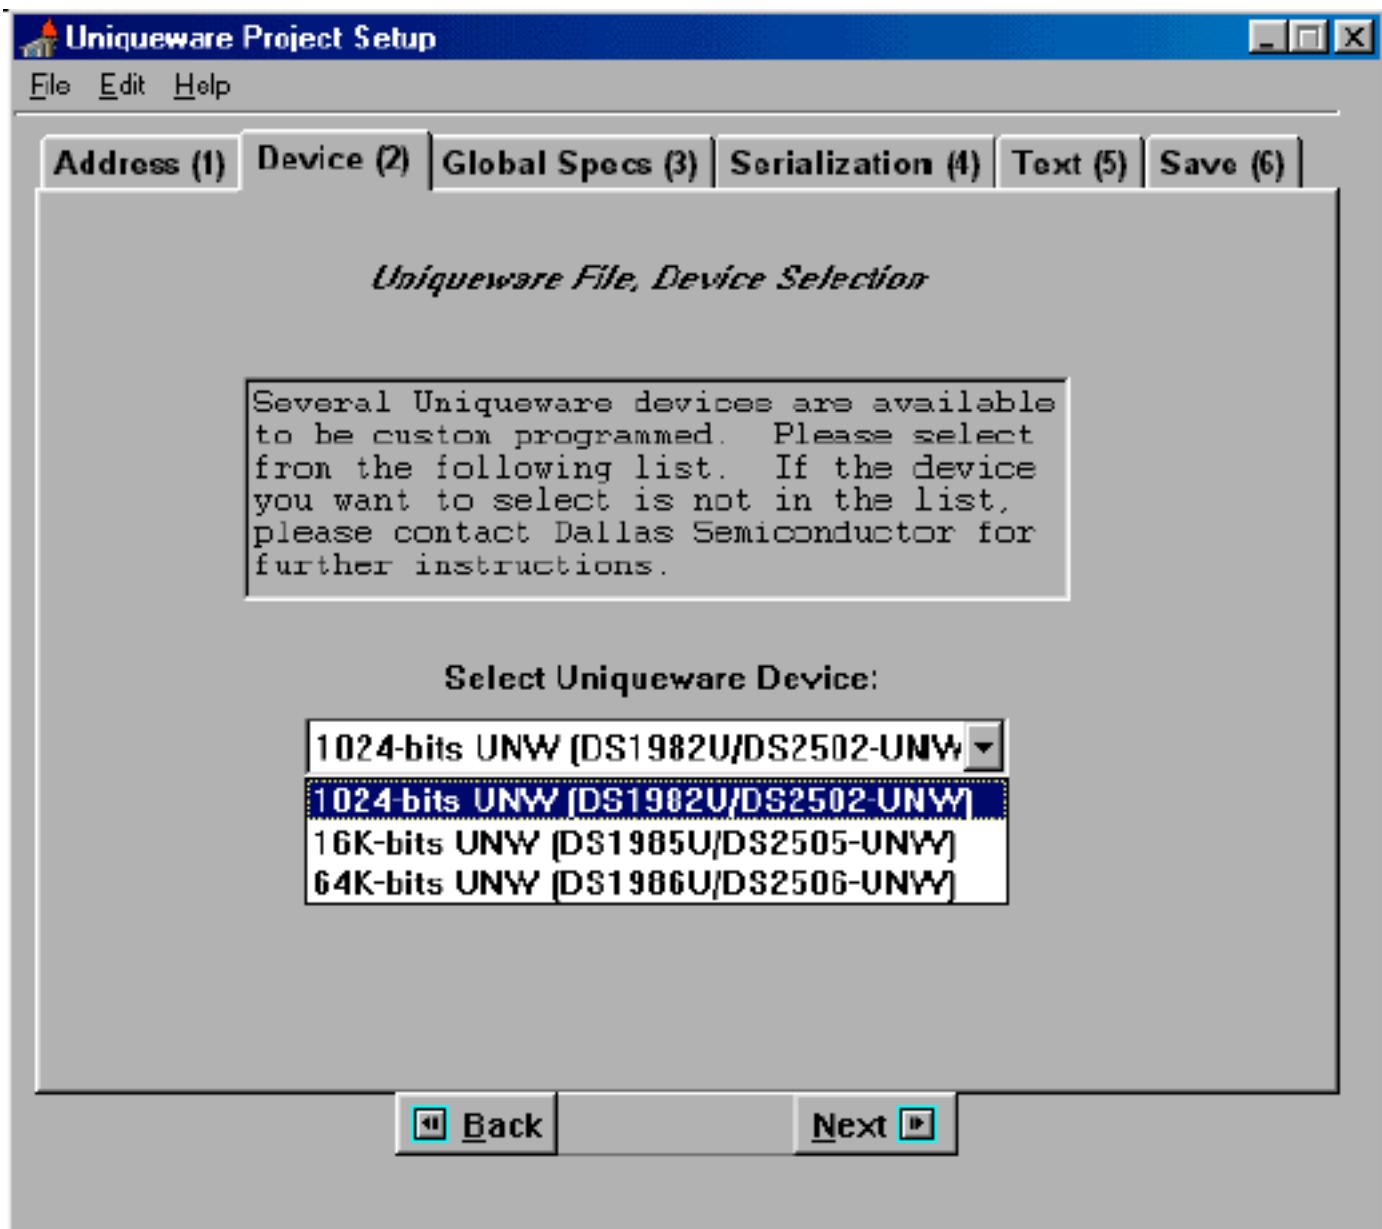 Uniqueware Project Setup
File Edit Help
Address (1) Device (2) Global Specs (3) Serialization (4) Text (5) Save (6)
Uniqueware File, Device Selection
Several Uniqueware devices are available
to be custom programmed. Please select
from the following list. If the device
you want to select is not in the list,
please contact Dallas Semiconductor for
further instructions.
Select Uniqueware Device:
1024-bits UNW (DS1982U/DS2502-UNW
1024-bits UNW (DS1982U/DS2502-UNW)
16K-bits UNW (DS1985U/DS2505-UNW)
64K-bits UNW (DS1986U/DS2506-UNW)
Back Next